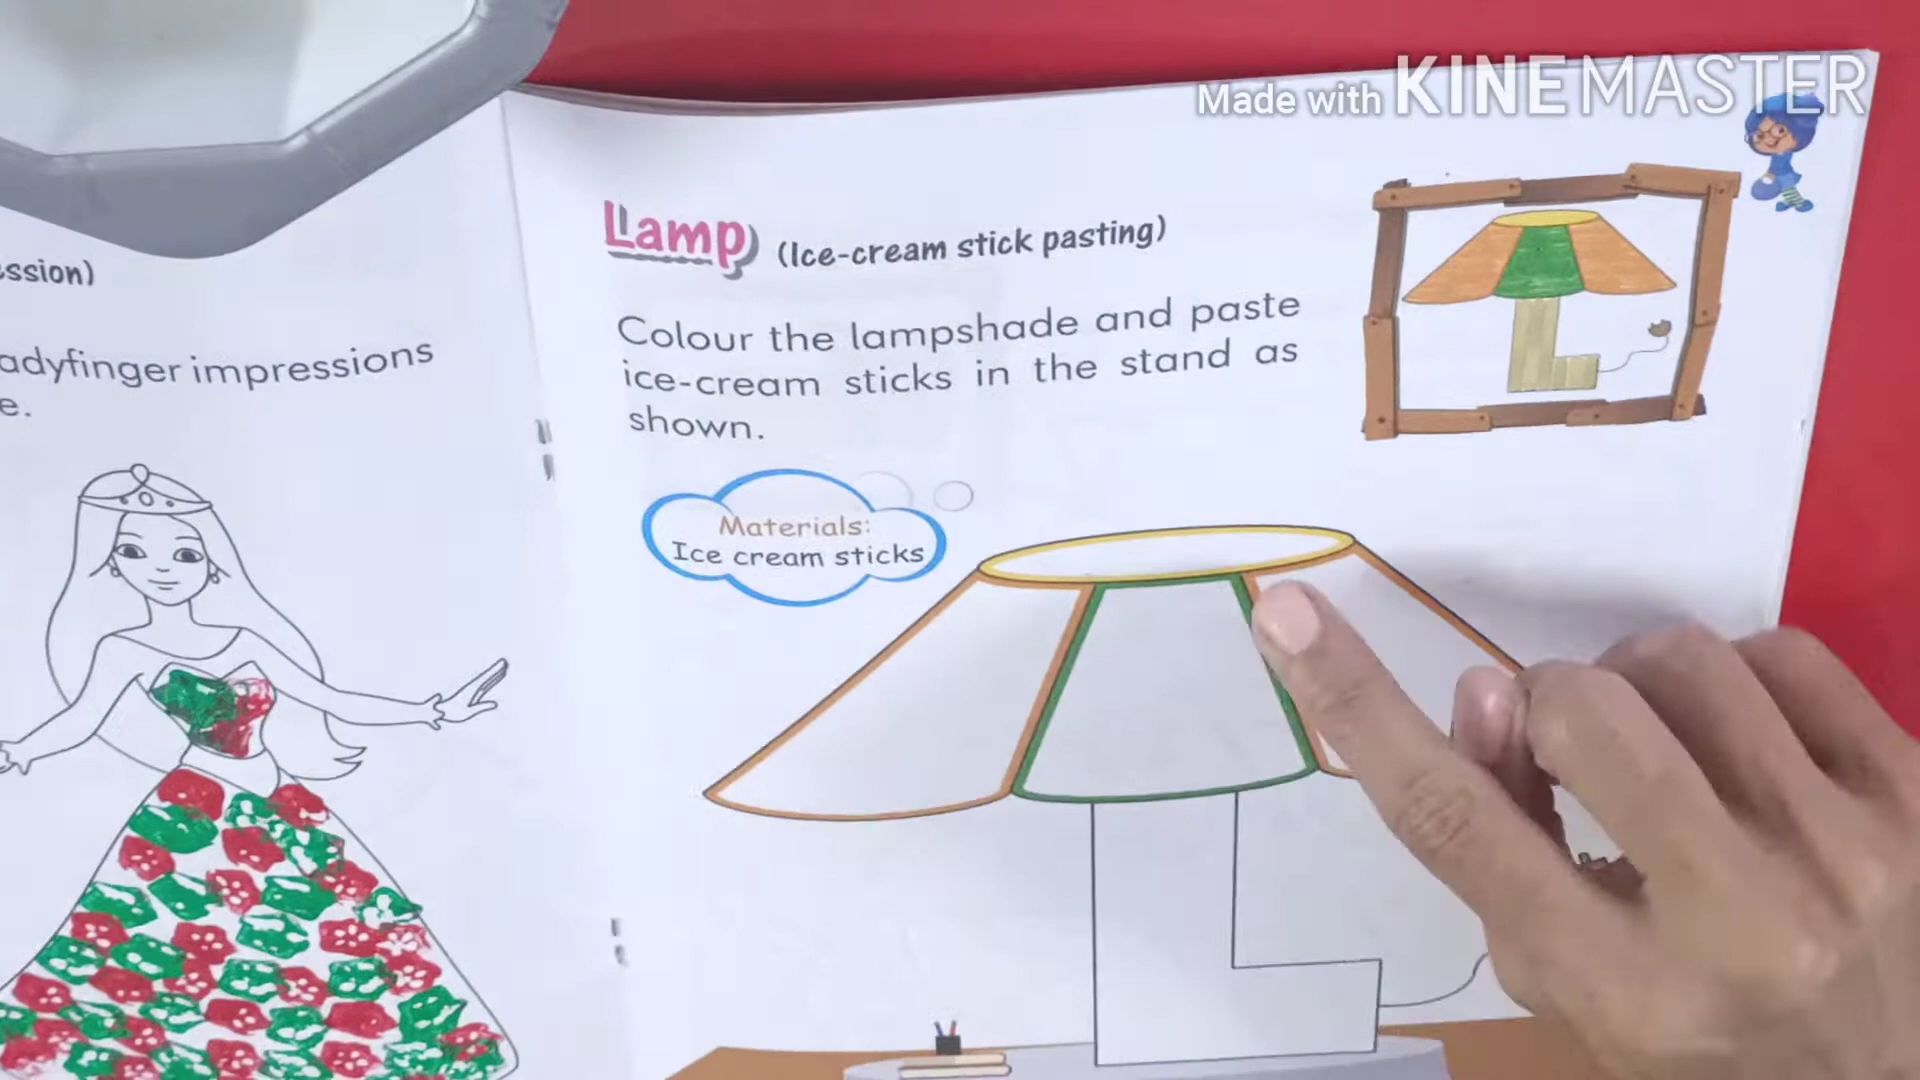 Made with KINEMASTER
ssion)
adyfinger impressions
e.
Lamp (Ice-cream stick pasting)
Colour the lampshade and paste
ice-cream sticks in the stand as
shown.
Materials:
Ice cream sticks